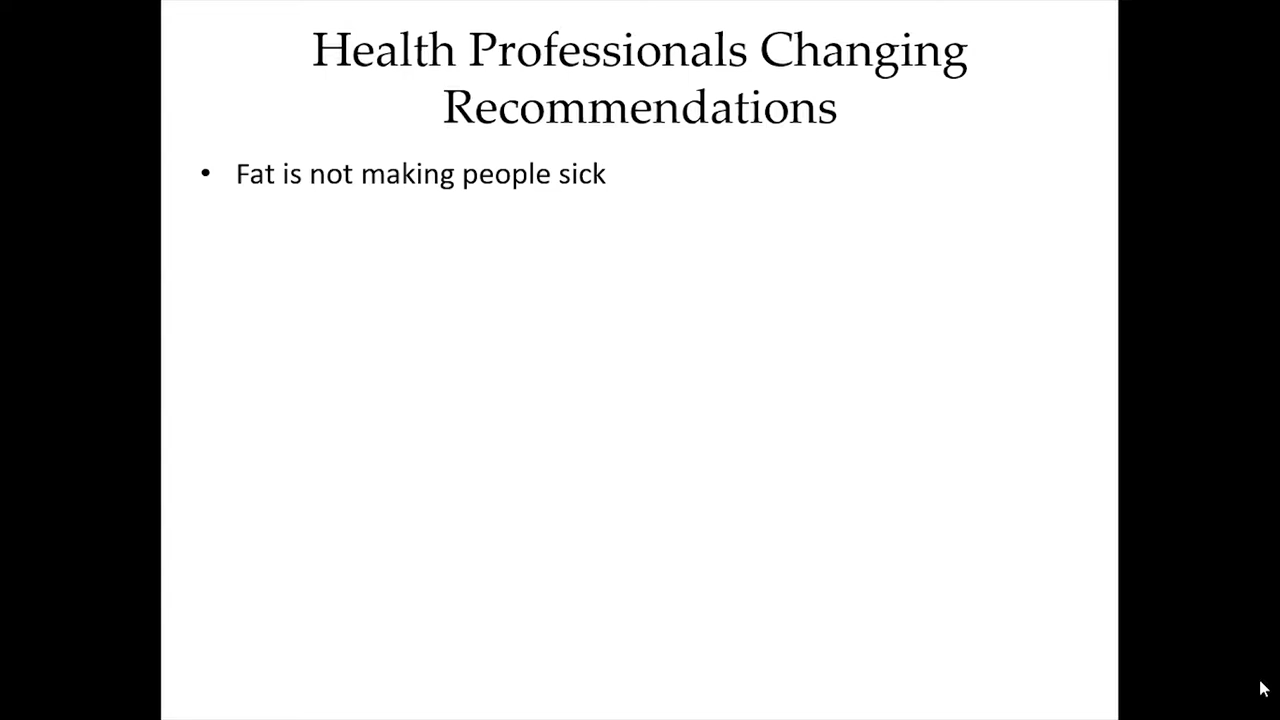 Health Professionals Changing
Recommendations
• Fat is not making people sick